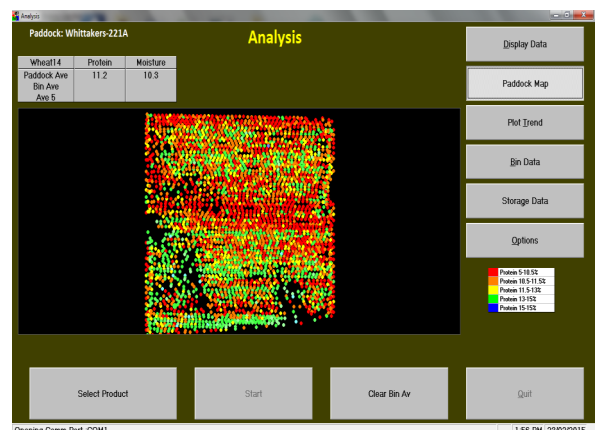 Analysis
Paddock: Whittakers-221A
Analysis
Wheat14 Protein Moisture
Paddock Ave 11.2 10.3
Bin Ave
Ave 5
Display Data
Paddock Map
Plot Trend
Bin Data
Storage Data
Options
Protein 5-10.5%
Protein 10.5-11.5%
Protein 11.5-13%
Protein 13-15%
Protein 15-15%
Select Product
Start
Clear Bin Av
Quit
Opening Comm Port :COM1
1:56 PM 23/02/2015